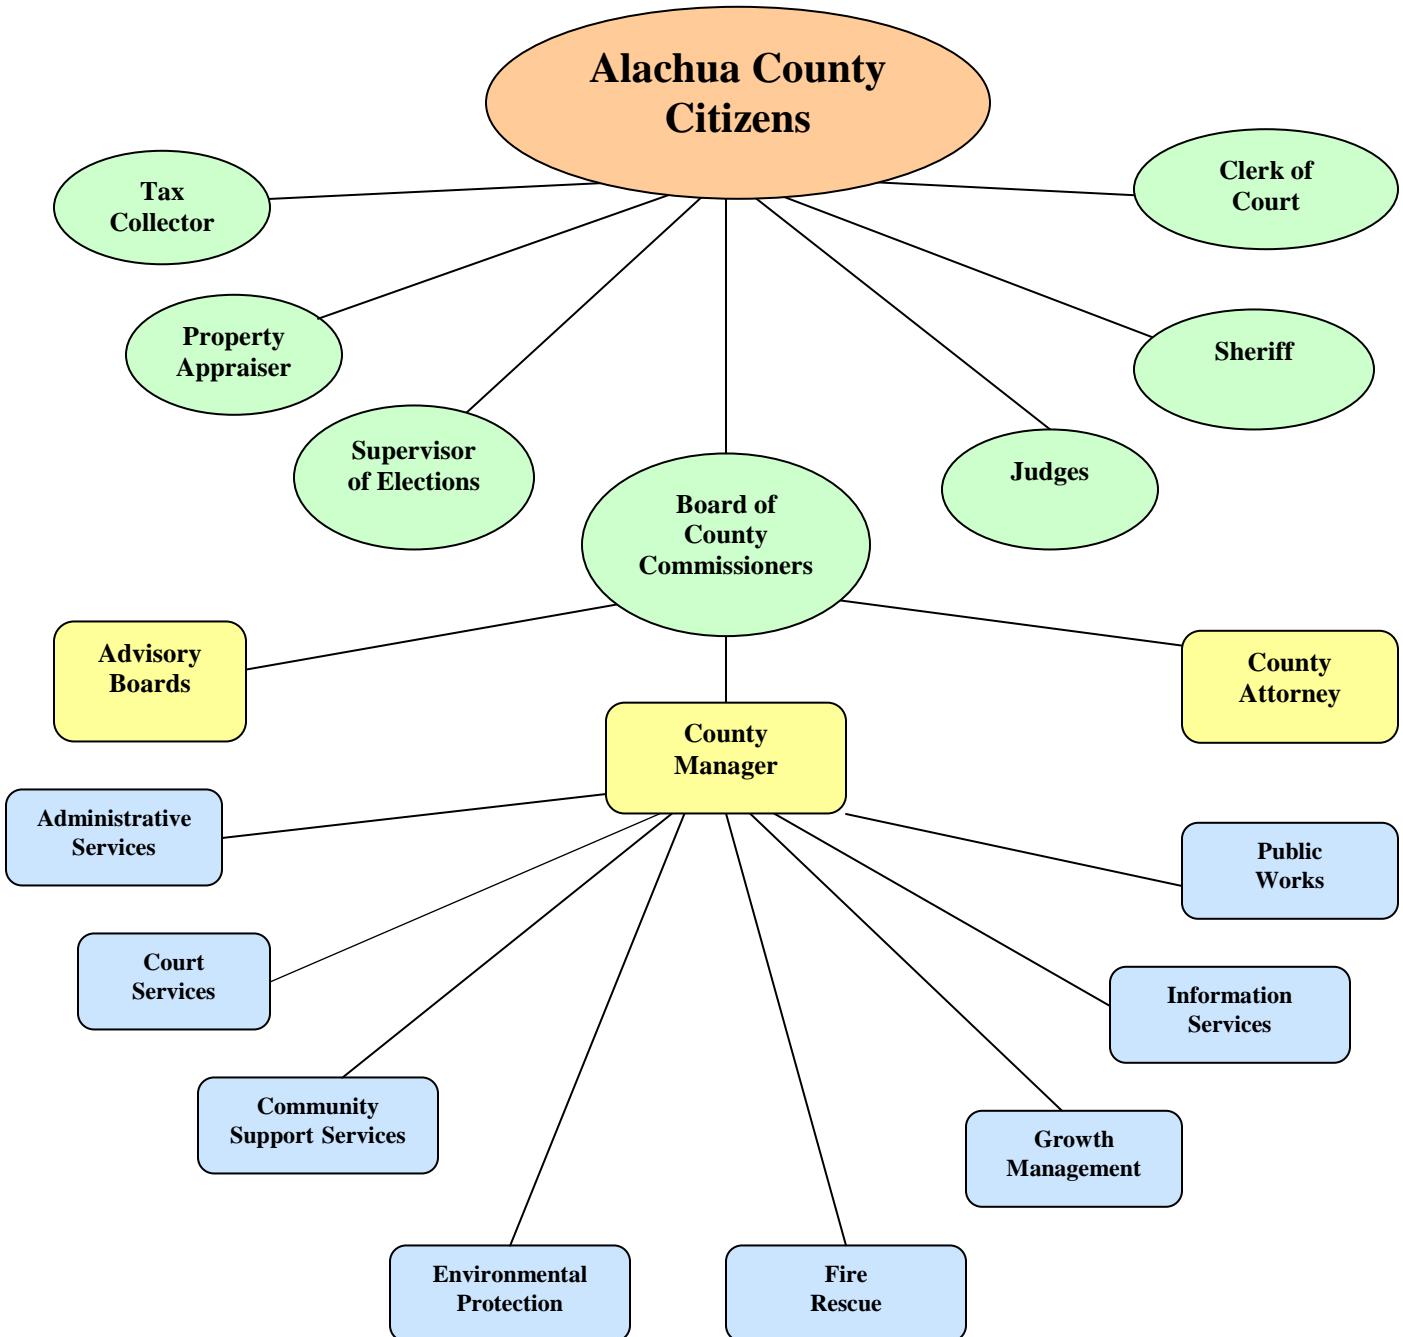 Alachua County
Citizens
Tax
Collector
Clerk of
Court
Property
Appraiser
Sheriff
Supervisor
of Elections
Judges
Board of
County
Commissioners
Advisory
Boards
County
Attorney
County
Manager
Administrative
Services
Public
Works
Court
Services
Information
Services
Community
Support Services
Growth
Management
Environmental
Protection
Fire
Rescue